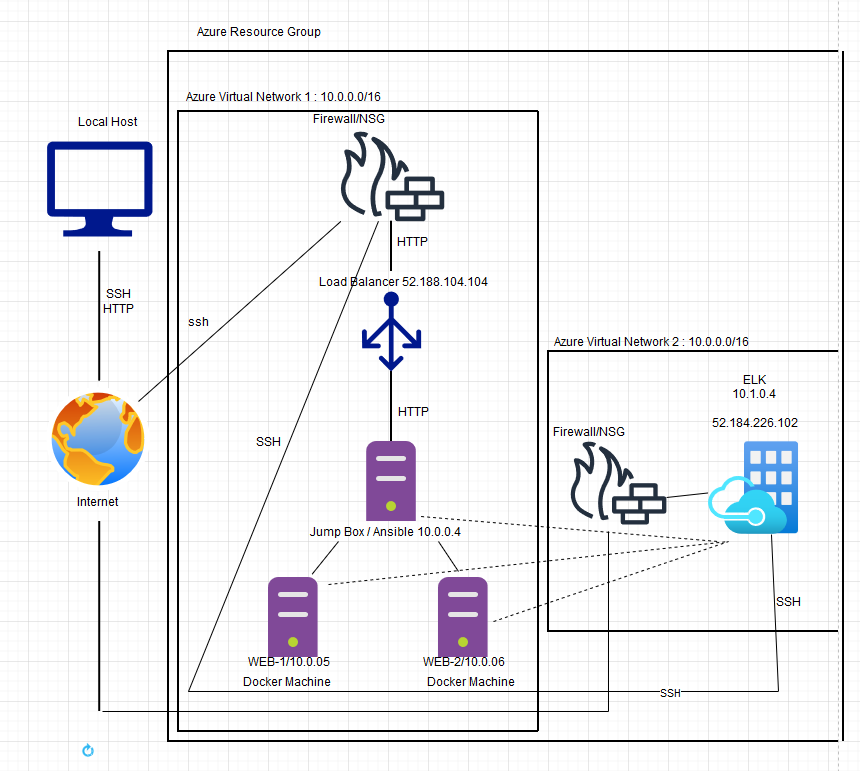 Azure Resource Group
Azure Virtual Network 1 : 10.0.0.0/16
Local Host
Firewall/NSG
HTTP
Load Balancer 52.188.104.104
SSH
HTTP
ssh
Azure Virtual Network 2 : 10.0.0.0/16
ELK
10.1.0.4
52.184.226.102
HTTP
Firewall/NSG
SSH
Internet
Jump Box / Ansible 10.0.0.4
SSH
WEB-1/10.0.05
WEB-2/10.0.06
Docker Machine
Docker Machine
SSH